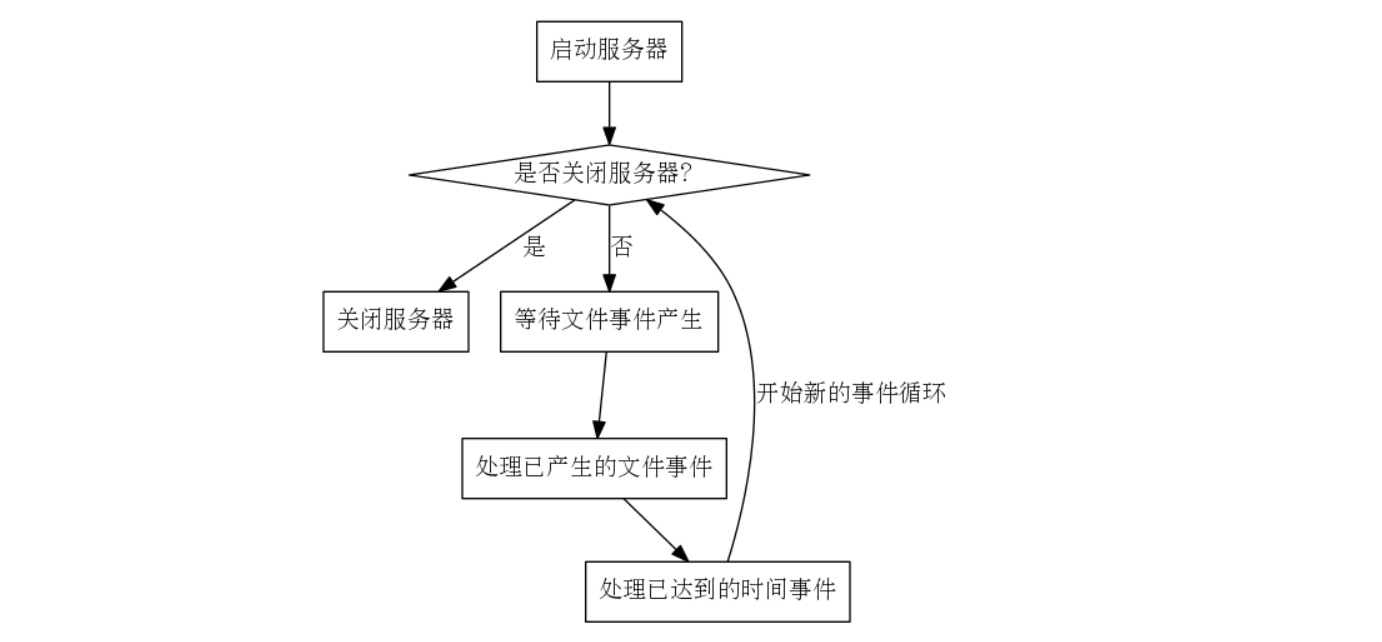 启动服务器
是否关闭服务器?
是
否
关闭服务器
等待文件事件产生
开始新的事件循环
处理已产生的文件事件
处理已达到的时间事件